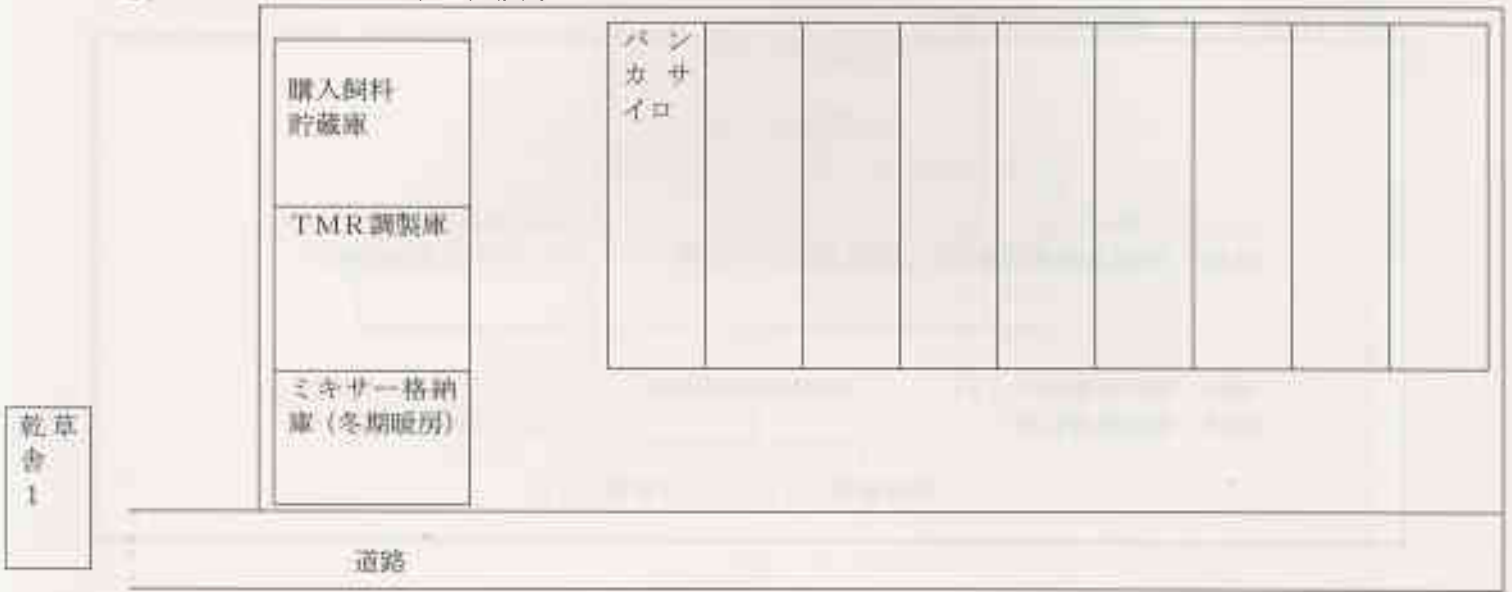 購入飼料
貯蔵庫
TMR調製庫
ミキサー格納
庫（冬期暖房）
バン
カサ
イロ
乾草
舎
1
道路